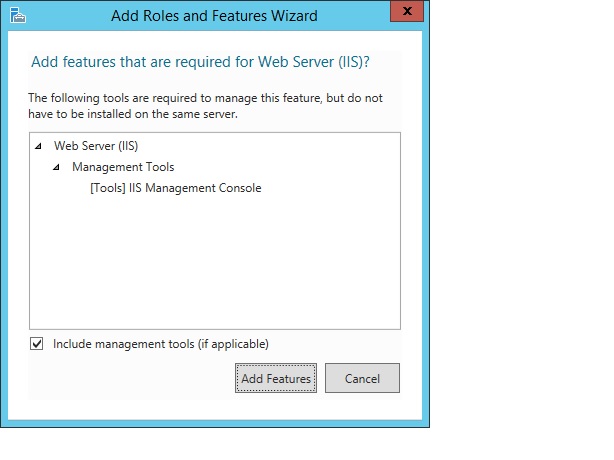 Add Roles and Features Wizard
x
Add features that are required for Web Server (IIS)?
The following tools are required to manage this feature, but do not
have to be installed on the same server.
Web Server (IIS)
Management Tools
[Tools] IIS Management Console
Include management tools (if applicable)
Add Features
Cancel